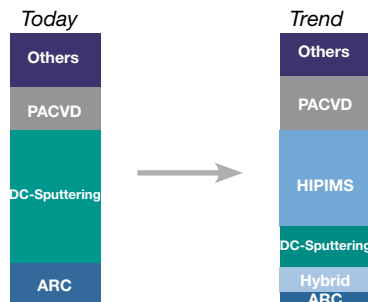 Today
Others
PACVD
DC-Sputtering
ARC
Trend
Others
PACVD
HIPIMS
DC-Sputtering
Hybrid
ARC